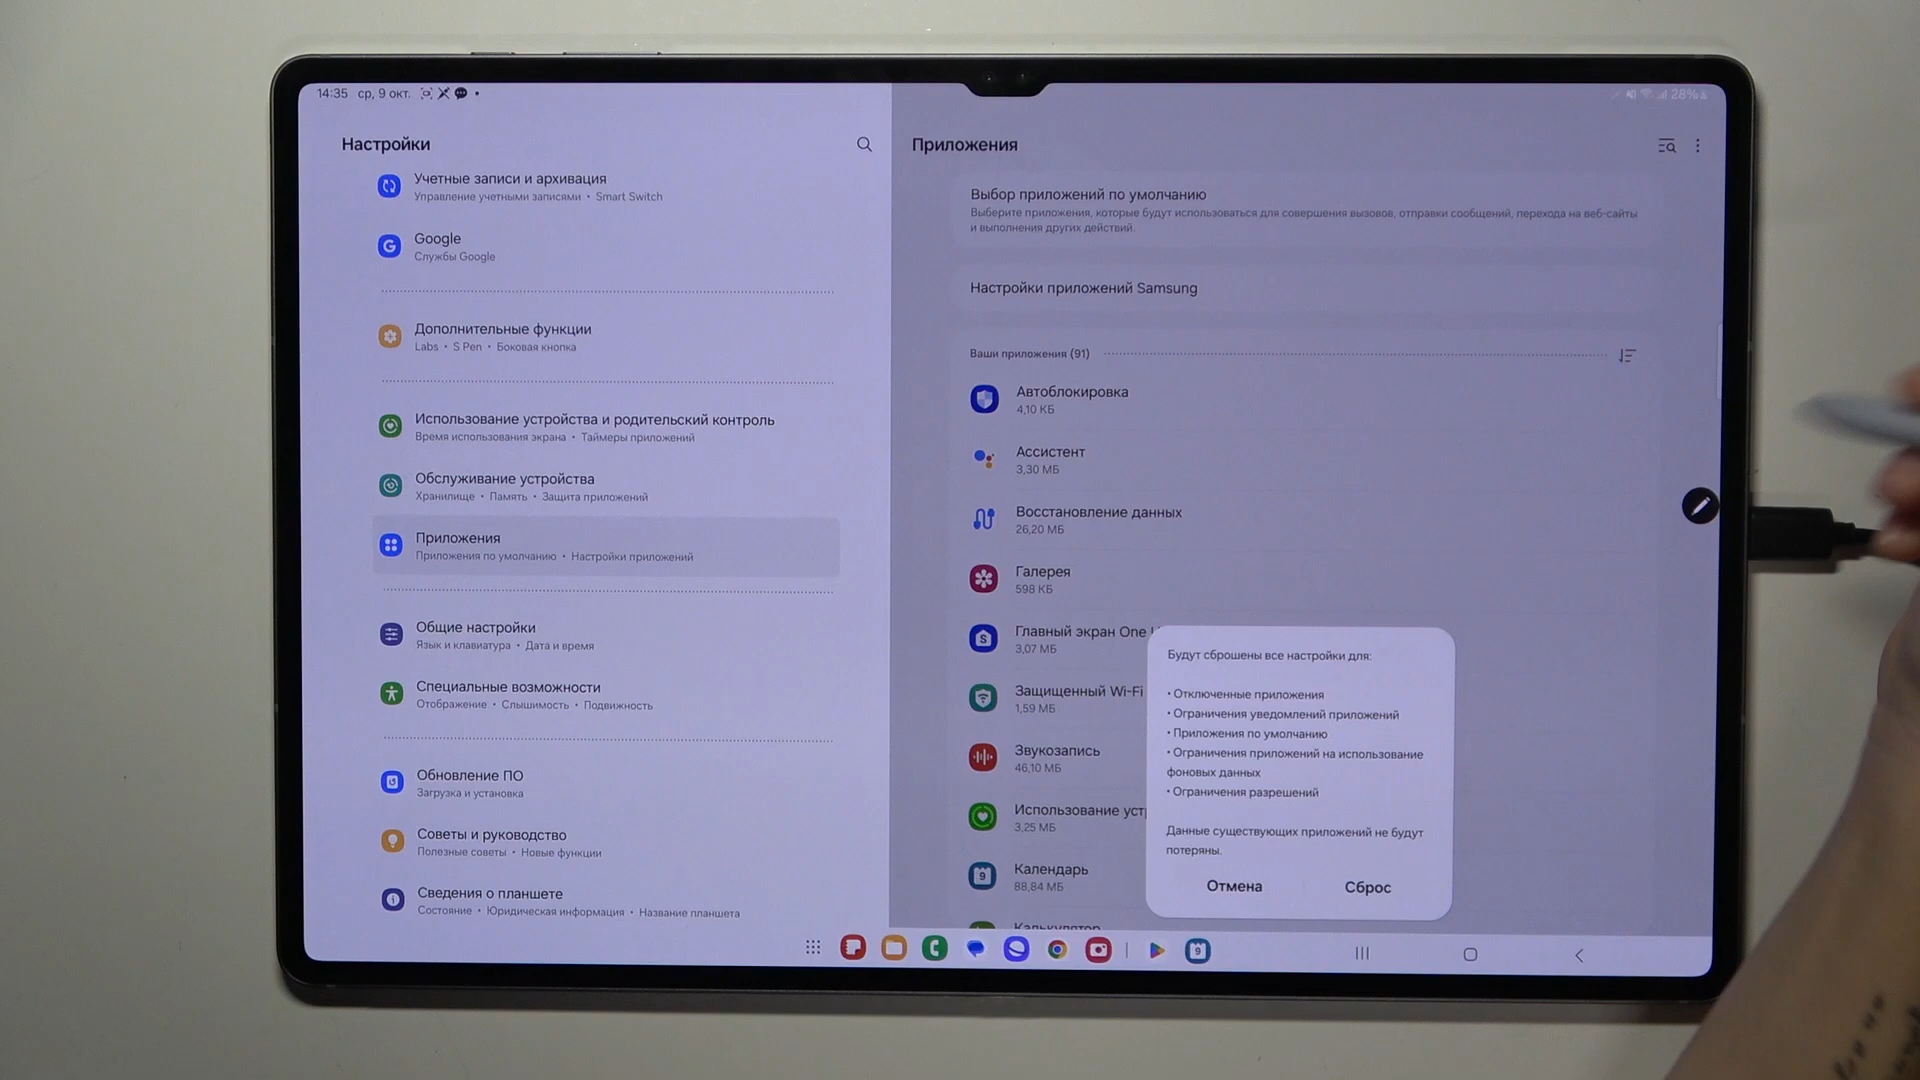 14:35 ср, 9 окт.
28%
Настройки
Учетные записи и архивация
Управление учетными записями • Smart Switch
Google
Службы Google
Дополнительные функции
Labs • S Pen • Боковая кнопка
Использование устройства и родительский контроль
Время использования экрана • Таймеры приложений
Обслуживание устройства
Хранилище • Память • Защита приложений
Приложения
Приложения по умолчанию • Настройки приложений
Общие настройки
Язык и клавиатура • Дата и время
Специальные возможности
Отображение • Слышимость • Подвижность
Обновление ПО
Загрузка и установка
Советы и руководство
Полезные советы • Новые функции
Сведения о планшете
Состояние • Юридическая информация • Название планшета
Приложения
Выбор приложений по умолчанию
Выберите приложения, которые будут использоваться для совершения вызовов, отправки сообщений, перехода на веб-сайты
и выполнения других действий.
Настройки приложений Samsung
Ваши приложения (91)
Автоблокировка
4,10 КБ
Ассистент
3,30 МБ
Восстановление данных
26,20 МБ
Галерея
598 КБ
Главный экран One
3,07 МБ
Защищенный Wi-Fi
1,59 МБ
Звукозапись
46,10 МБ
Использование уст
3,25 МБ
Календарь
88,84 МБ
Калькулятор
Будут сброшены все настройки для:
• Отключенные приложения
• Ограничения уведомлений приложений
• Приложения по умолчанию
• Ограничения приложений на использование
фоновых данных
• Ограничения разрешений
Данные существующих приложений не будут
потеряны.
Отмена Сброс